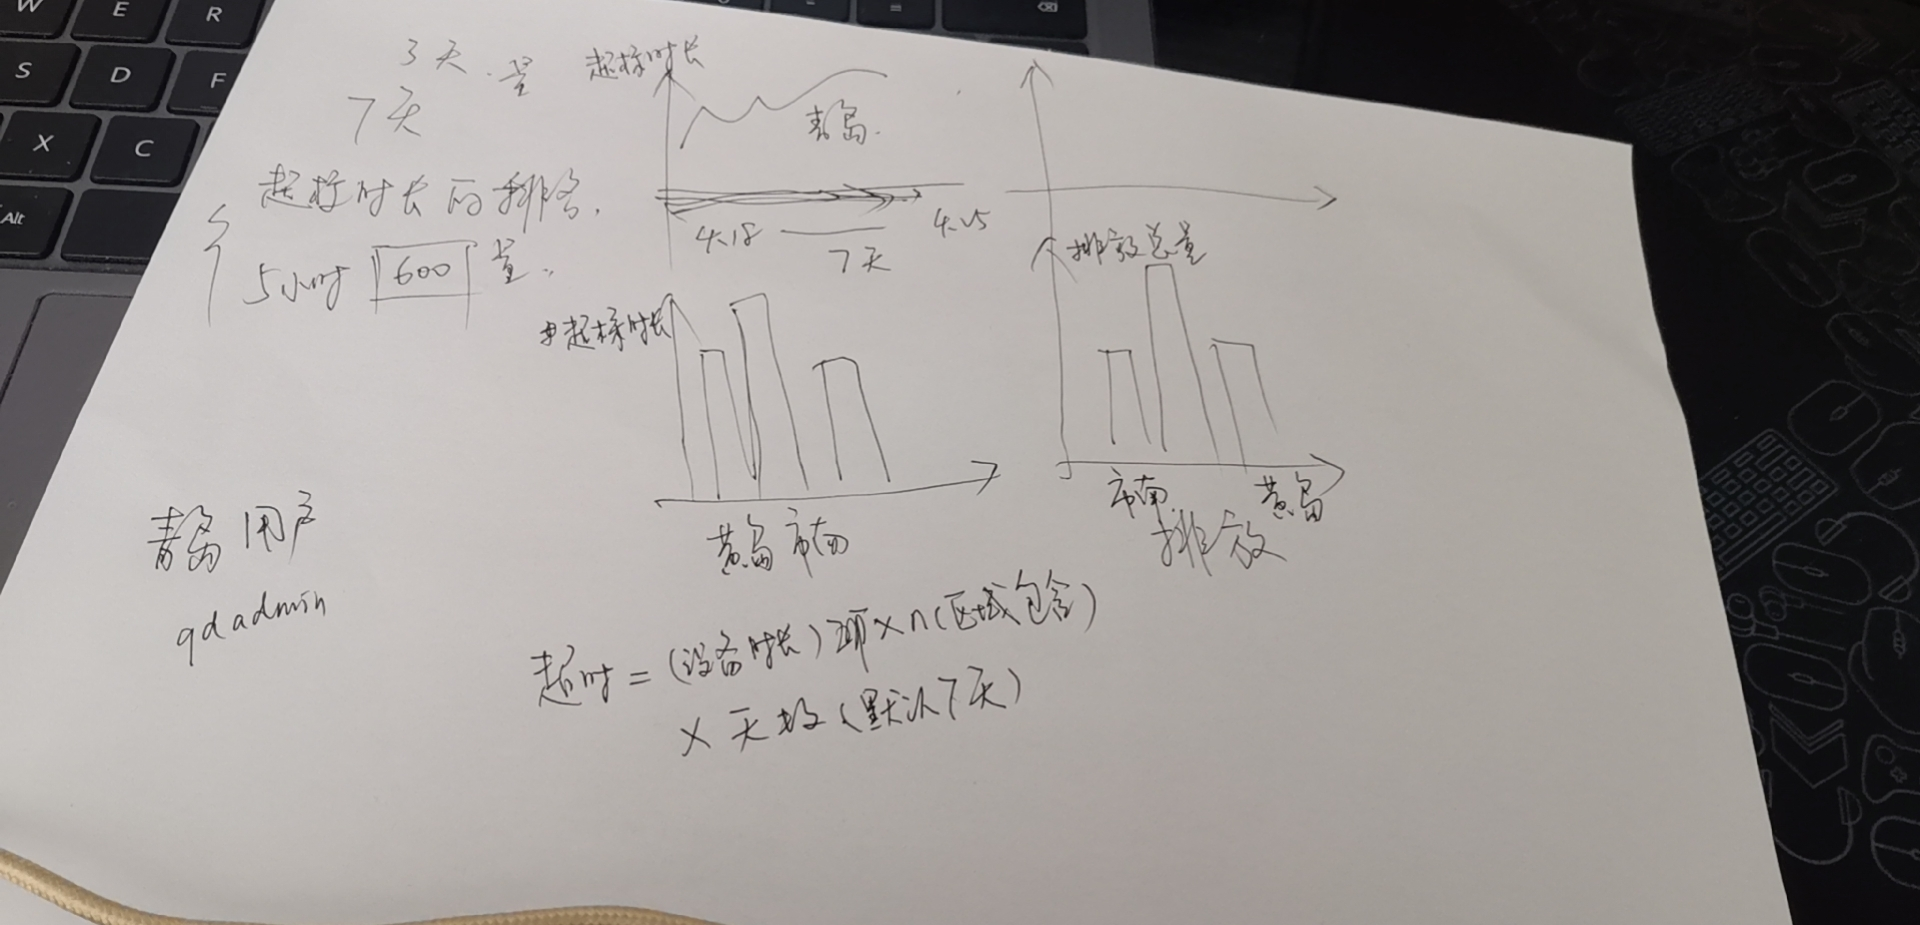 W E R
S D F
X C
Alt
3天.量
7天
超标时长的排名.
5小时 600 量.
超标时长
青岛.
4.18
7天
4.25
排放总量
市南
黄岛
排放
超标时长
黄岛 市南
青岛用户
qdadmin
超时=(设备时长)项×n(区域包含)
×天数(默认7天)